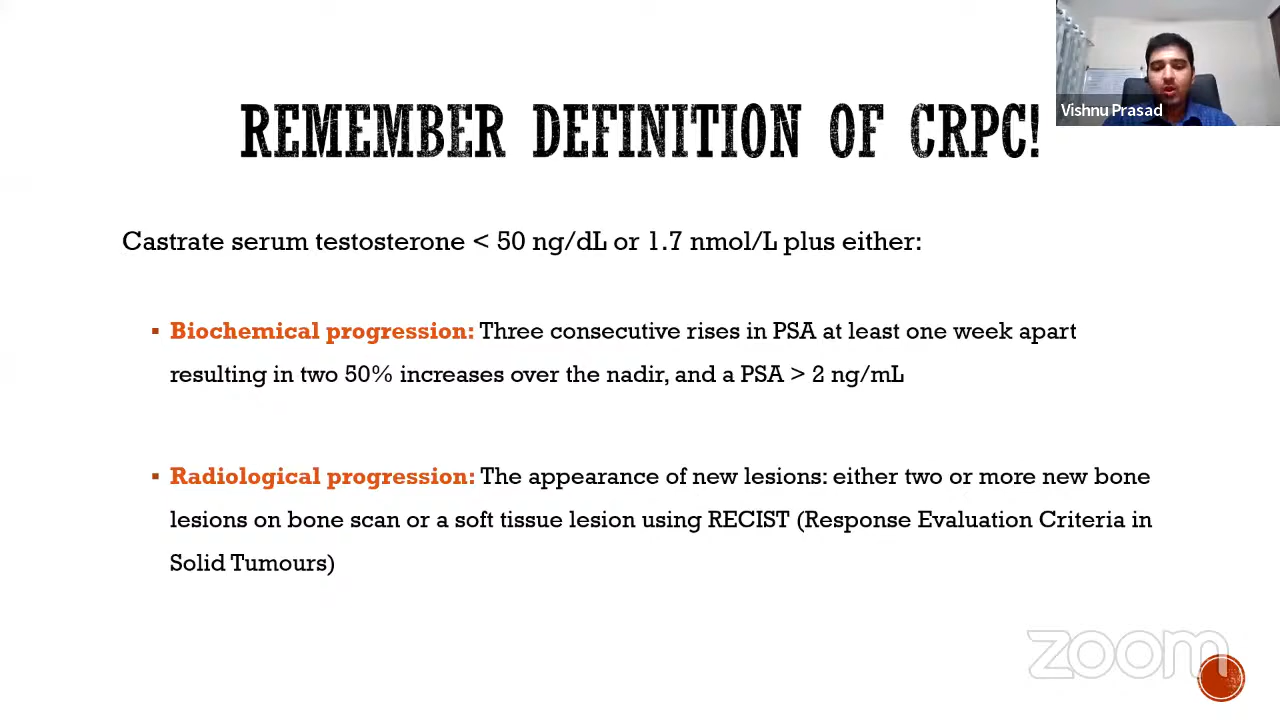 REMEMBER DEFINITION OF CRPC!
Vishnu Prasad
Castrate serum testosterone < 50 ng/dL or 1.7 nmol/L plus either:
▪ Biochemical progression: Three consecutive rises in PSA at least one week apart
resulting in two 50% increases over the nadir, and a PSA > 2 ng/mL
▪ Radiological progression: The appearance of new lesions: either two or more new bone
lesions on bone scan or a soft tissue lesion using RECIST (Response Evaluation Criteria in
Solid Tumours)
zoom